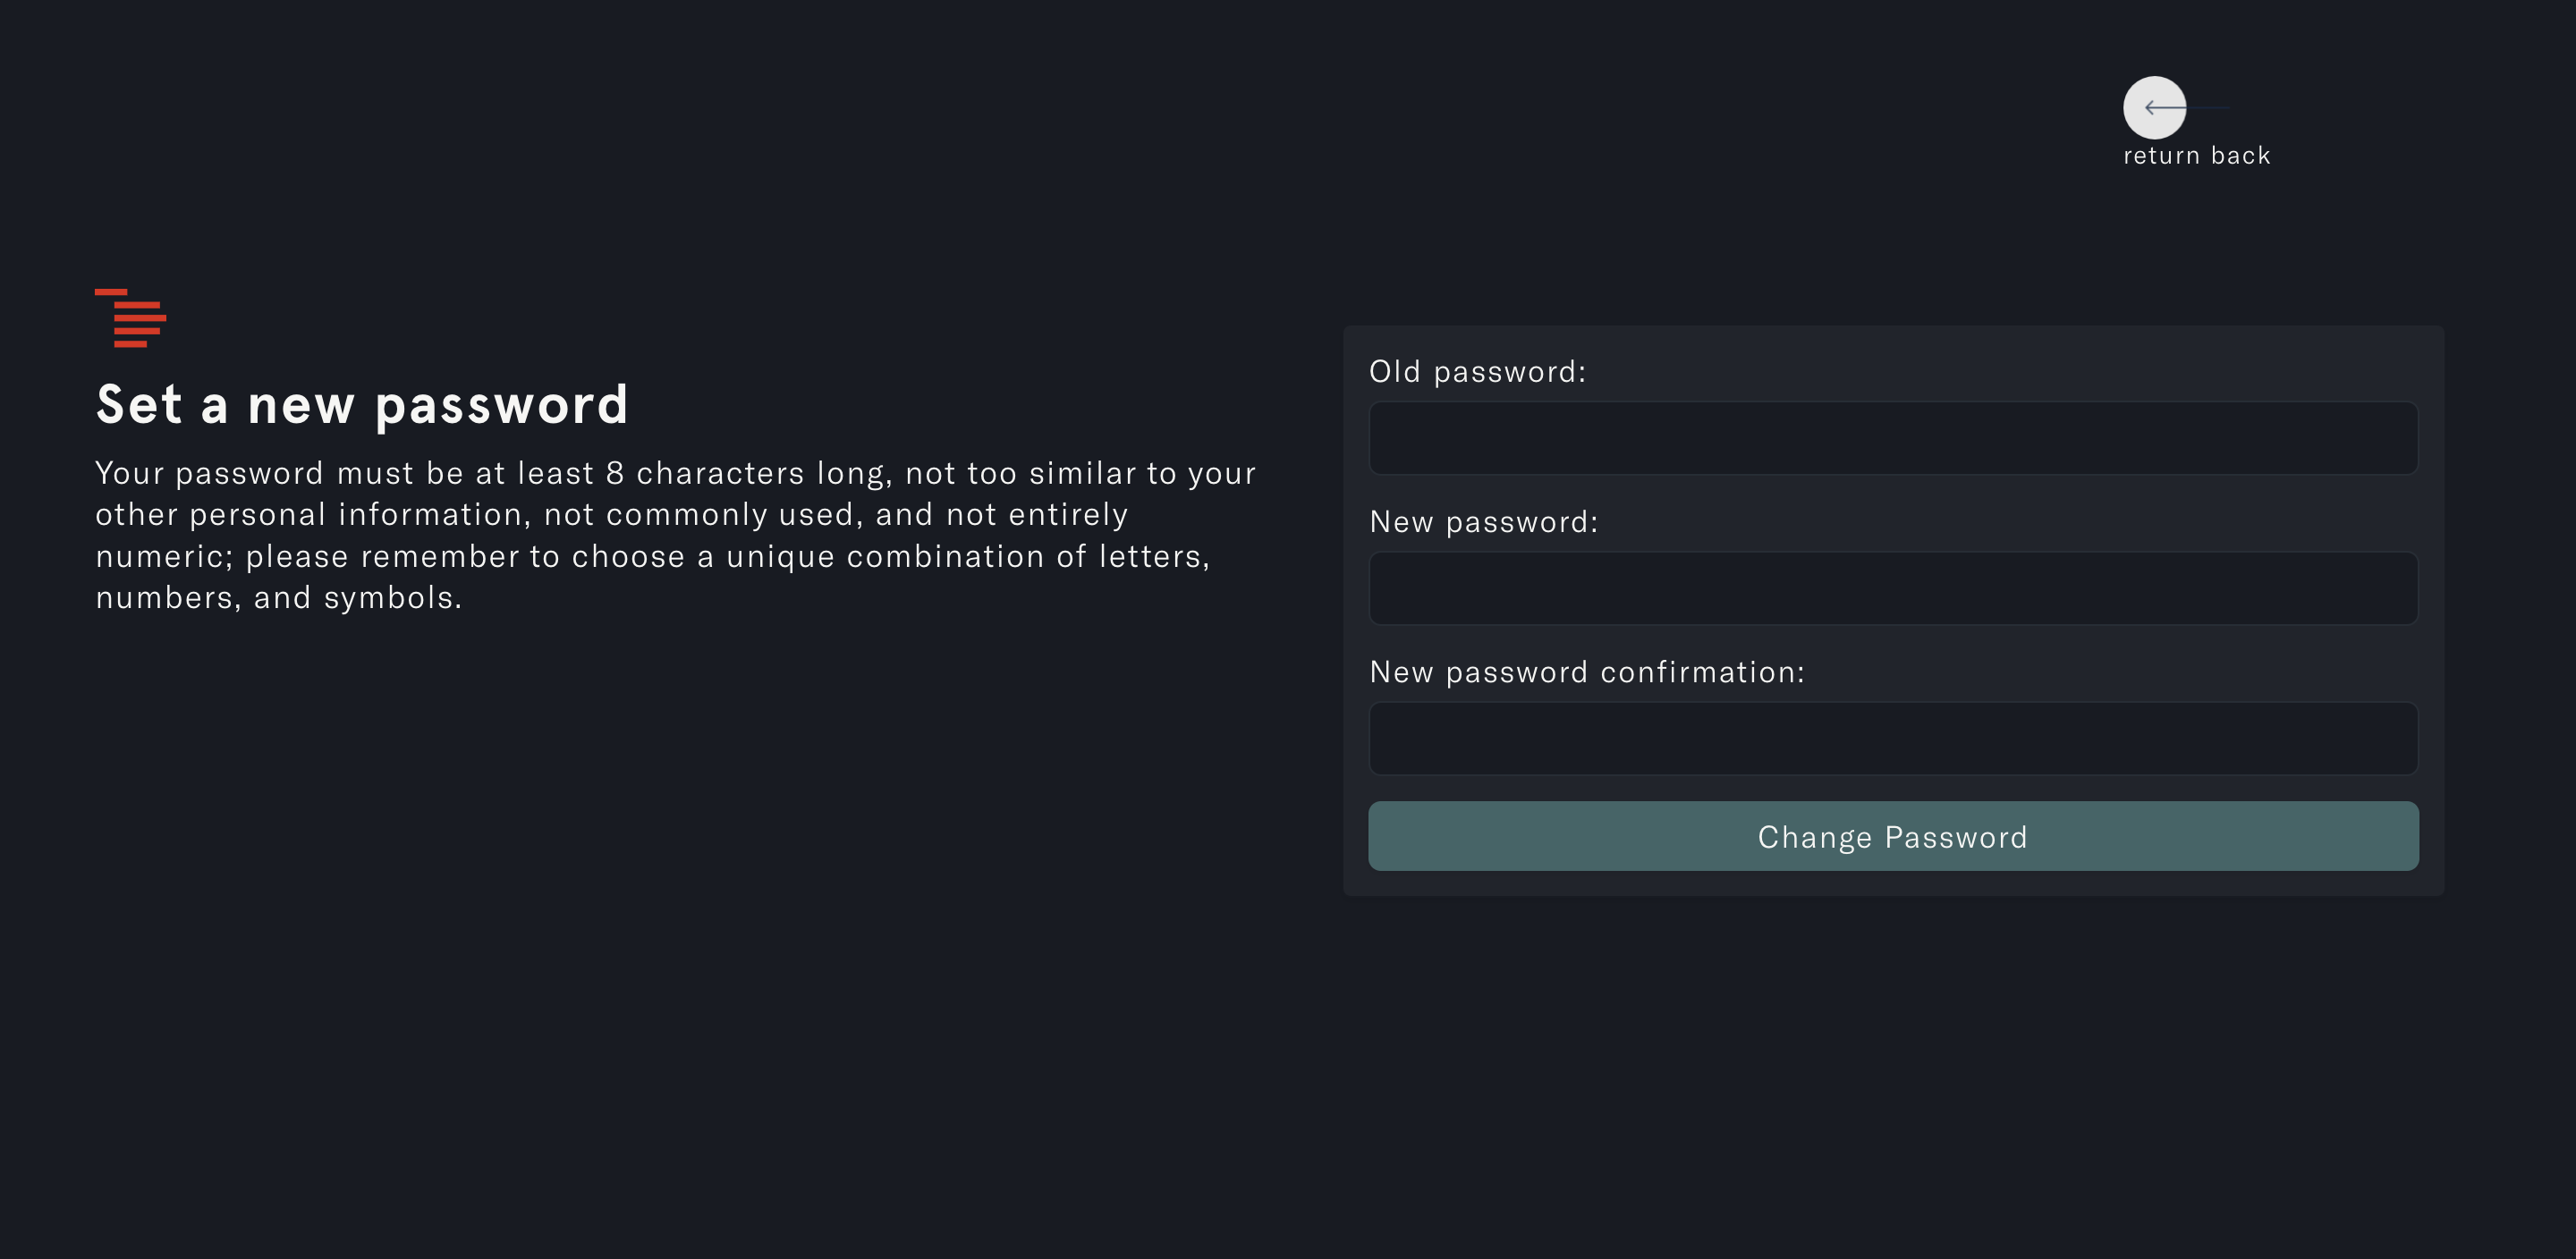 return back
Set a new password
Your password must be at least 8 characters long, not too similar to your
other personal information, not commonly used, and not entirely
numeric; please remember to choose a unique combination of letters,
numbers, and symbols.
Old password:
New password:
New password confirmation:
Change Password